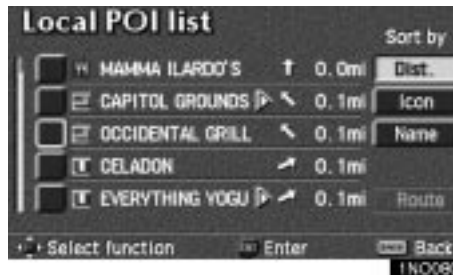 Local POI list
Sort by
MAMMA ILARDO'S 0.0mi Dist.
CAPITOL GROUNDS 0.1mi Icon
OCCIDENTAL GRILL 0.1mi Name
CELADON 0.1mi
EVERYTHING YOGU 0.1mi Route
Select function Enter Back